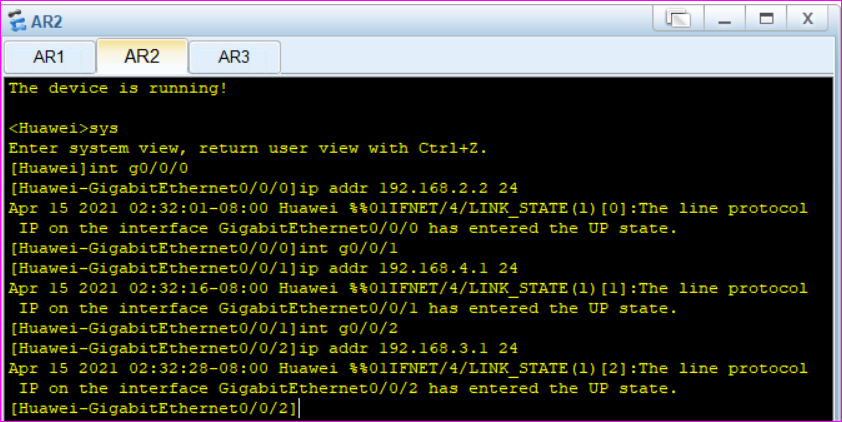 AR2
AR1 AR2 AR3
The device is running!
<Huawei>sys
Enter system view, return user view with Ctrl+Z.
[Huawei]int g0/0/0
[Huawei-GigabitEthernet0/0/0]ip addr 192.168.2.2 24
Apr 15 2021 02:32:01-08:00 Huawei %%01IFNET/4/LINK_STATE(l)[0]:The line protocol
 IP on the interface GigabitEthernet0/0/0 has entered the UP state.
[Huawei-GigabitEthernet0/0/0]int g0/0/1
[Huawei-GigabitEthernet0/0/1]ip addr 192.168.4.1 24
Apr 15 2021 02:32:16-08:00 Huawei %%01IFNET/4/LINK_STATE(l)[1]:The line protocol
 IP on the interface GigabitEthernet0/0/1 has entered the UP state.
[Huawei-GigabitEthernet0/0/1]int g0/0/2
[Huawei-GigabitEthernet0/0/2]ip addr 192.168.3.1 24
Apr 15 2021 02:32:28-08:00 Huawei %%01IFNET/4/LINK_STATE(l)[2]:The line protocol
 IP on the interface GigabitEthernet0/0/2 has entered the UP state.
[Huawei-GigabitEthernet0/0/2]